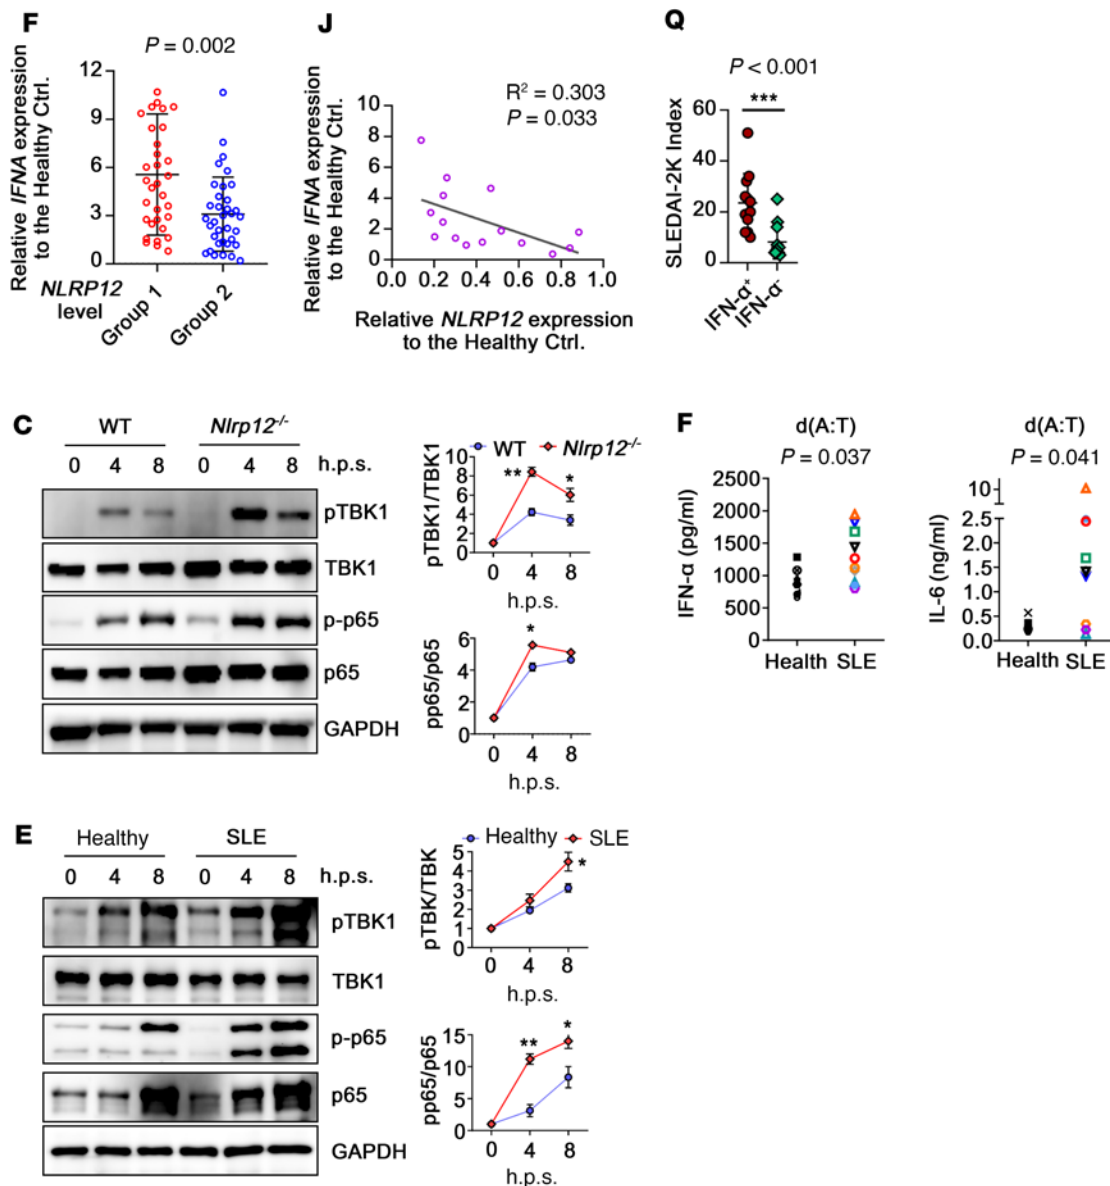 F
P = 0.002
Relative IFNA expression
to the Healthy Ctrl.
12
9
6
3
0
NLRP12
level
Group 1
Group 2
J
R² = 0.303
P = 0.033
Relative IFNA expression
to the Healthy Ctrl.
10
8
6
4
2
0
0.0 0.2 0.4 0.6 0.8 1.0
Relative NLRP12 expression
to the Healthy Ctrl.
Q
P < 0.001
***
SLEDAI-2K Index
60
40
20
0
IFN-α⁺
IFN-α⁻
C
WT Nlrp12⁻/⁻
0 4 8 0 4 8 h.p.s.
pTBK1
TBK1
p-p65
p65
GAPDH
WT Nlrp12⁻/⁻
pTBK1/TBK1
10
8
6
4
2
0
** *
0 4 8
h.p.s.
pp65/p65
6
4
2
0
*
0 4 8
h.p.s.
F
d(A:T)
P = 0.037
IFN-α (pg/ml)
2500
2000
1500
1000
500
0
Health SLE
d(A:T)
P = 0.041
IL-6 (ng/ml)
10
2.5
2.0
1.5
1.0
0.5
0.0
Health SLE
E
Healthy SLE
0 4 8 0 4 8 h.p.s.
pTBK1
TBK1
p-p65
p65
GAPDH
Healthy SLE
pTBK/TBK
5
4
3
2
1
0
*
0 4 8
h.p.s.
pp65/p65
15
10
5
0
** *
0 4 8
h.p.s.